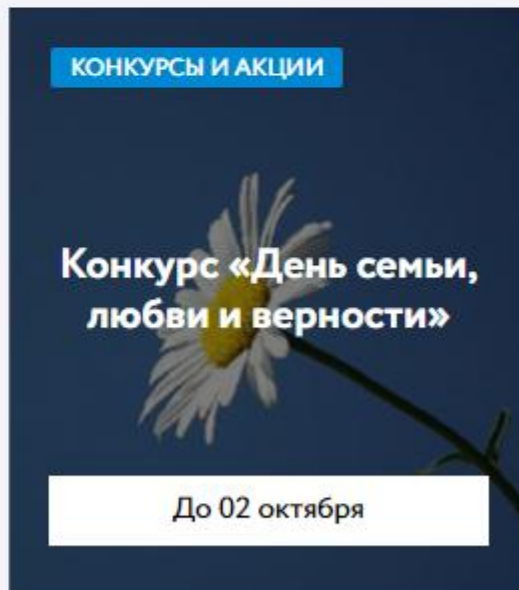 КОНКУРСЫ И АКЦИИ
Конкурс «День семьи,
любви и верности»
До 02 октября